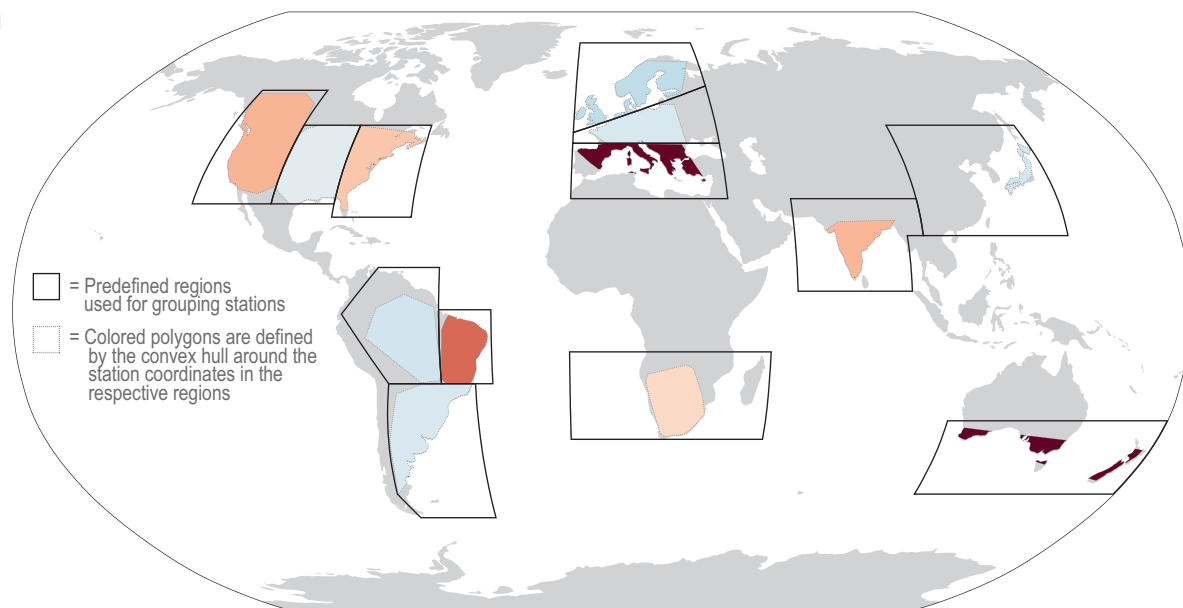 = Predefined regions
used for grouping stations
= Colored polygons are defined
by the convex hull around the
station coordinates in the
respective regions